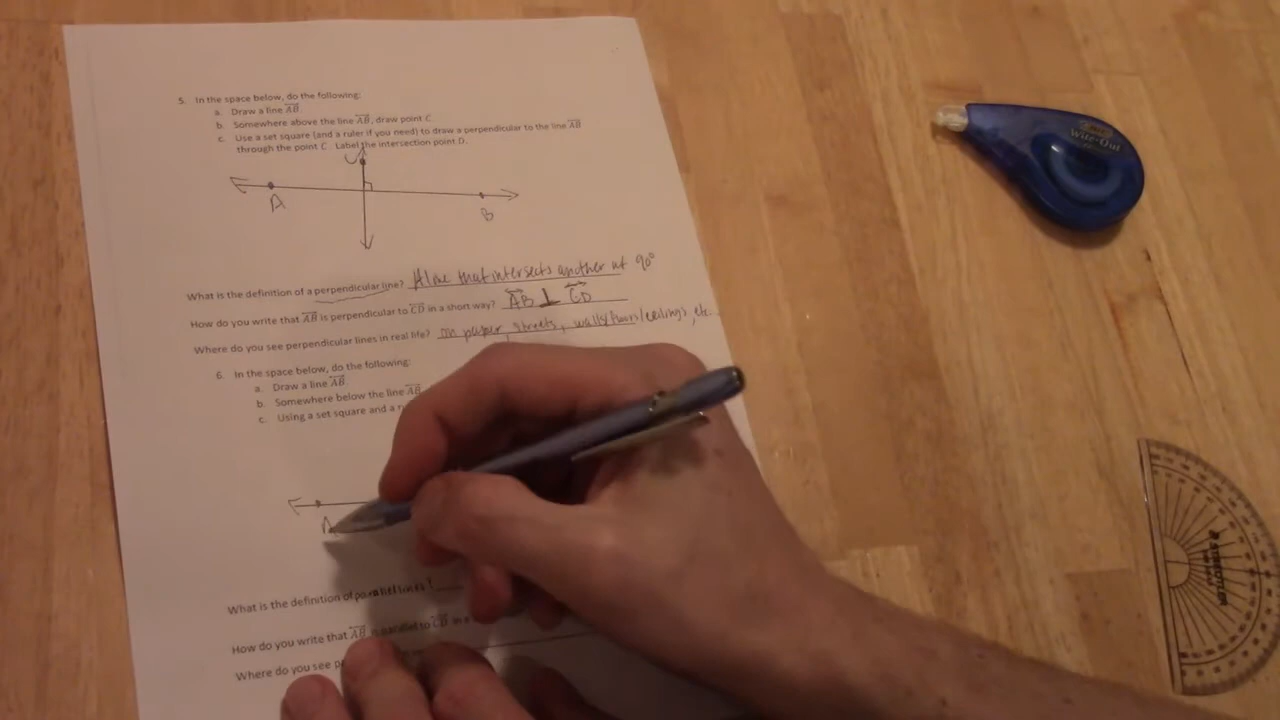 5. In the space below, do the following:
a. Draw a line AB.
b. Somewhere above the line AB, draw point C.
c. Use a set square (and a ruler if you need) to draw a perpendicular to the line AB
through the point C. Label the intersection point D.
C
A
B
What is the definition of a perpendicular line? A line that intersects another at 90°
How do you write that AB is perpendicular to CD in a short way? AB ⊥ CD
Where do you see perpendicular lines in real life? on paper, streets, walls/floors/ceilings, etc.
6. In the space below, do the following:
a. Draw a line AB.
b. Somewhere below the line AB,
c. Using a set square and a
A
What is the definition of parallel lines?
How do you write that AB is parallel to CD in a
Where do you see
Wite-Out